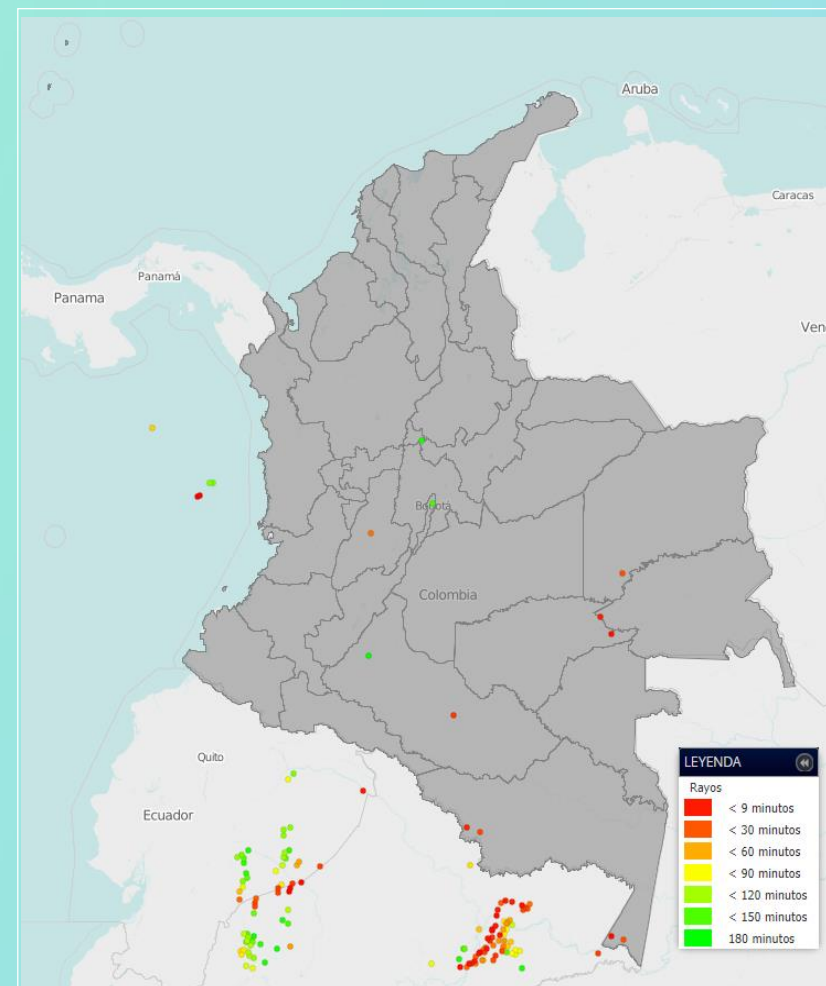 Aruba
Caracas
Panamá
Panama
Ven
Bogotá
Colombia
Quito
Ecuador
LEYENDA
Rayos
< 9 minutos
< 30 minutos
< 60 minutos
< 90 minutos
< 120 minutos
< 150 minutos
180 minutos